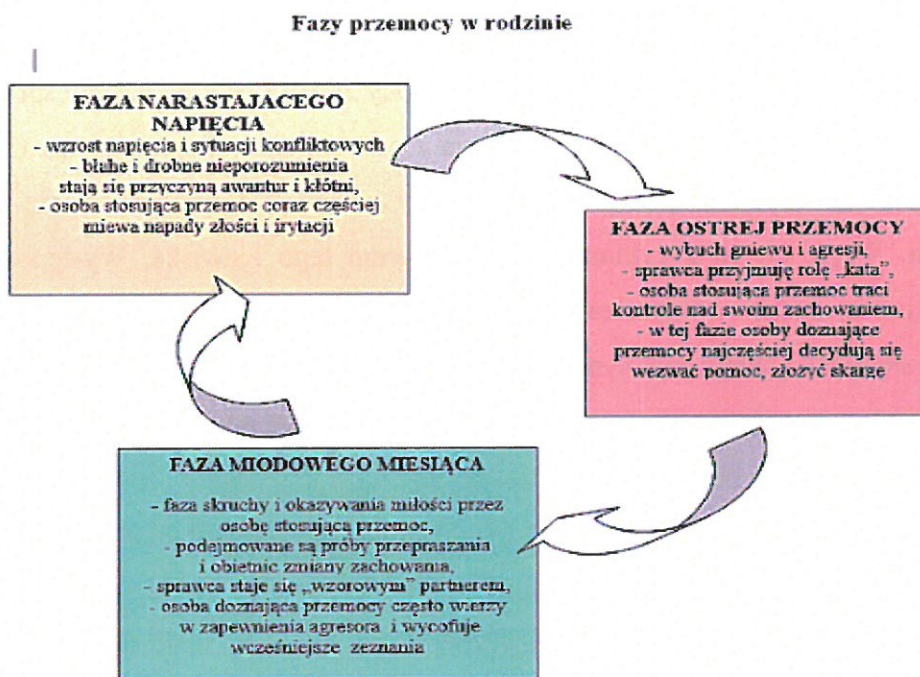 Fazy przemocy w rodzinie
FAZA NARASTAJACEGO
NAPIĘCIA
- wzrost napięcia i sytuacji konfliktowych
- błahe i drobne nieporozumienia
stają się przyczyną awantur i kłótni,
- osoba stosująca przemoc coraz częściej
miewa napady złości i irytacji
FAZA OSTREJ PRZEMOCY
- wybuch gniewu i agresji,
- sprawca przyjmuję rolę „kata”,
- osoba stosująca przemoc traci
kontrole nad swoim zachowaniem,
- w tej fazie osoby doznające
przemocy najczęściej decydują się
wezwać pomoc, złożyć skargę
FAZA MIODOWEGO MIESIĄCA
- faza skruchy i okazywania miłości przez
osobę stosującą przemoc,
- podejmowane są próby przepraszania
i obietnic zmiany zachowania,
- sprawca staje się „wzorowym” partnerem,
- osoba doznająca przemocy często wierzy
w zapewnienia agresora i wycofuje
wcześniejsze zeznania